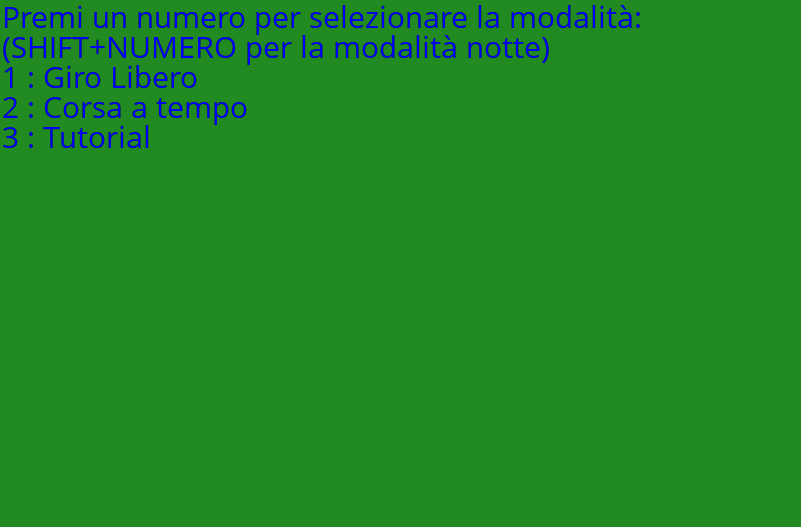 Premi un numero per selezionare la modalità:
(SHIFT+NUMERO per la modalità notte)
1 : Giro Libero
2 : Corsa a tempo
3 : Tutorial